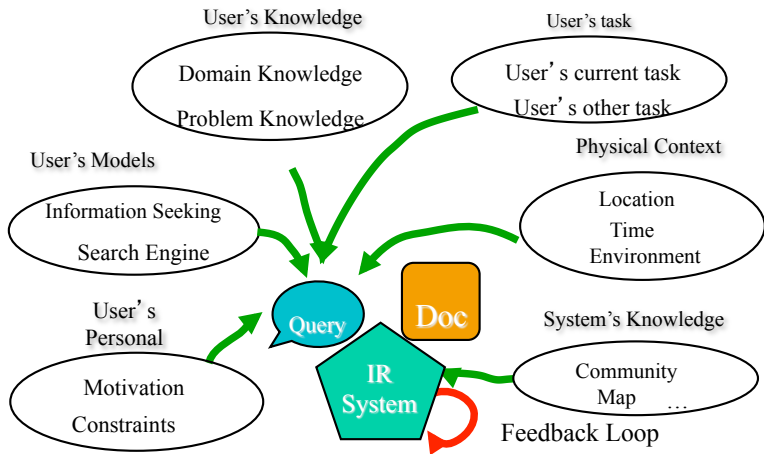 User's Knowledge
Domain Knowledge
Problem Knowledge
User's task
User's current task
User's other task
User's Models
Information Seeking
Search Engine
Physical Context
Location
Time
Environment
User's
Personal
Motivation
Constraints
Query
Doc
IR
System
System's Knowledge
Community
Map ...
Feedback Loop